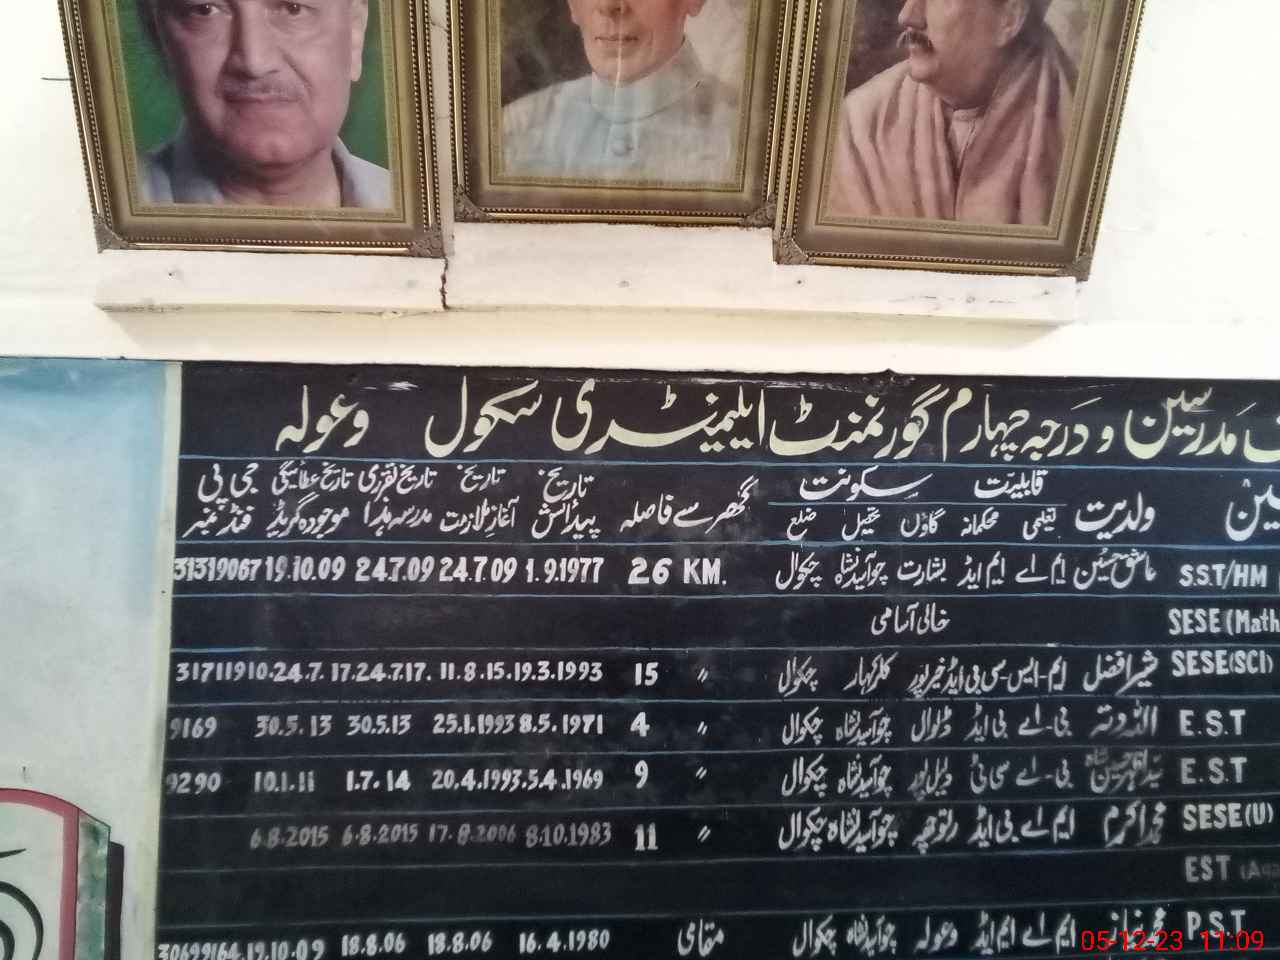 مدرسین و درجہ چہارم گورنمنٹ ایلیمنٹری سکول وعولہ
ولدیت قابلیت سکونت گھر سے فاصلہ تاریخ پیدائش تاریخ آغاز ملازمت تاریخ تقرری مدرسہ ہذا تاریخ عطائیگی موجودہ گریڈ جی پی فنڈ نمبر
تعلیمی محکمانہ گاؤں تحصیل ضلع
S.S.T/HM عاشق حسین ایم اے ایم ایڈ بشارت چوآسیدنشاہ چکوال 26 KM. 1.9.1977 24.7.09 24.7.09 19.10.09 31319067
SESE (Math خالی آسامی
SESE(SCI) شیر افضل ایم-ایس-سی بی ایڈ خیرپور کلرکہار چکوال 〃 15 19.3.1993 11.8.15 24.7.17. 24.7.17
E.S.T اللہ دتہ بی-اے بی ایڈ ڈلوال چوآسیدنشاہ چکوال 〃 4 8.5.1971 25.1.1993 30.5.13 30.5.13 9169
E.S.T بی-اے سی ٹی دلیل پور چوآسیدنشاہ چکوال 〃 9 5.4.1969 20.4.1993 1.7.14 10.1.11 9290
SESE(U) محمد اکرم ایم اے بی ایڈ رتوچھہ چوآسیدنشاہ چکوال 〃 11 8.10.1983 17.8.2006 6.8.2015 6.8.2015
EST
P.S.T ایم اے ایم ایڈ وعولہ چوآسیدنشاہ چکوال مقامی 16.4.1980 18.8.06 18.8.06 19.10.09 30699164
05-12-23 11:09